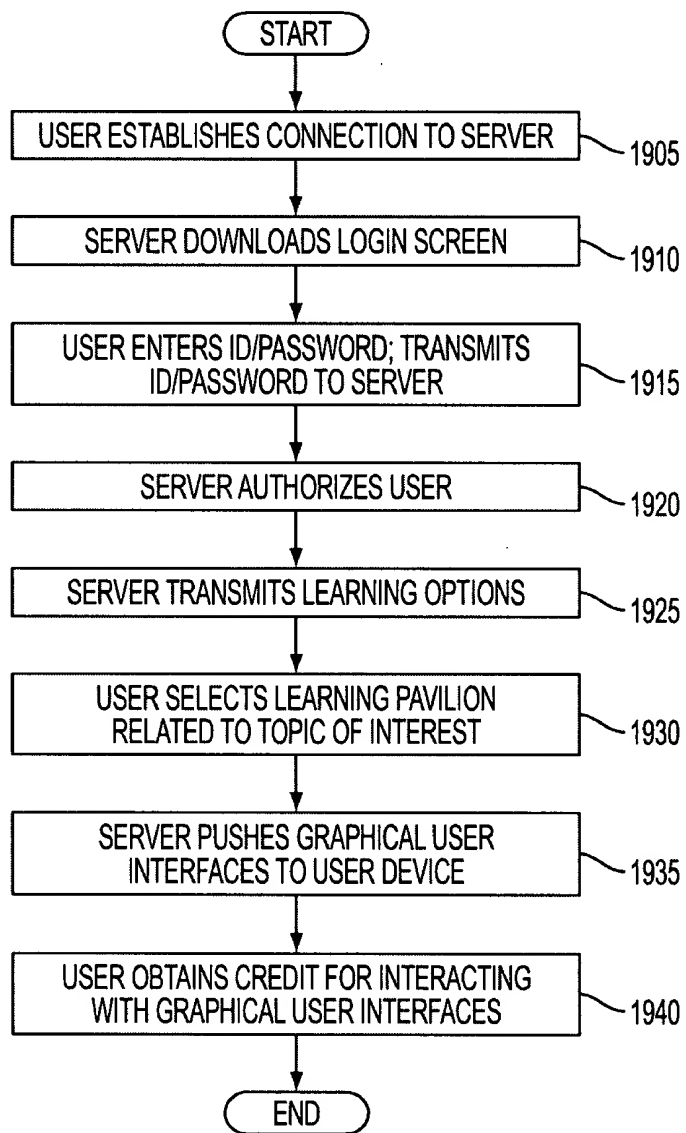 START
USER ESTABLISHES CONNECTION TO SERVER
1905
SERVER DOWNLOADS LOGIN SCREEN
1910
USER ENTERS ID/PASSWORD; TRANSMITS
ID/PASSWORD TO SERVER
1915
SERVER AUTHORIZES USER
1920
SERVER TRANSMITS LEARNING OPTIONS
1925
USER SELECTS LEARNING PAVILION
RELATED TO TOPIC OF INTEREST
1930
SERVER PUSHES GRAPHICAL USER
INTERFACES TO USER DEVICE
1935
USER OBTAINS CREDIT FOR INTERACTING
WITH GRAPHICAL USER INTERFACES
1940
END